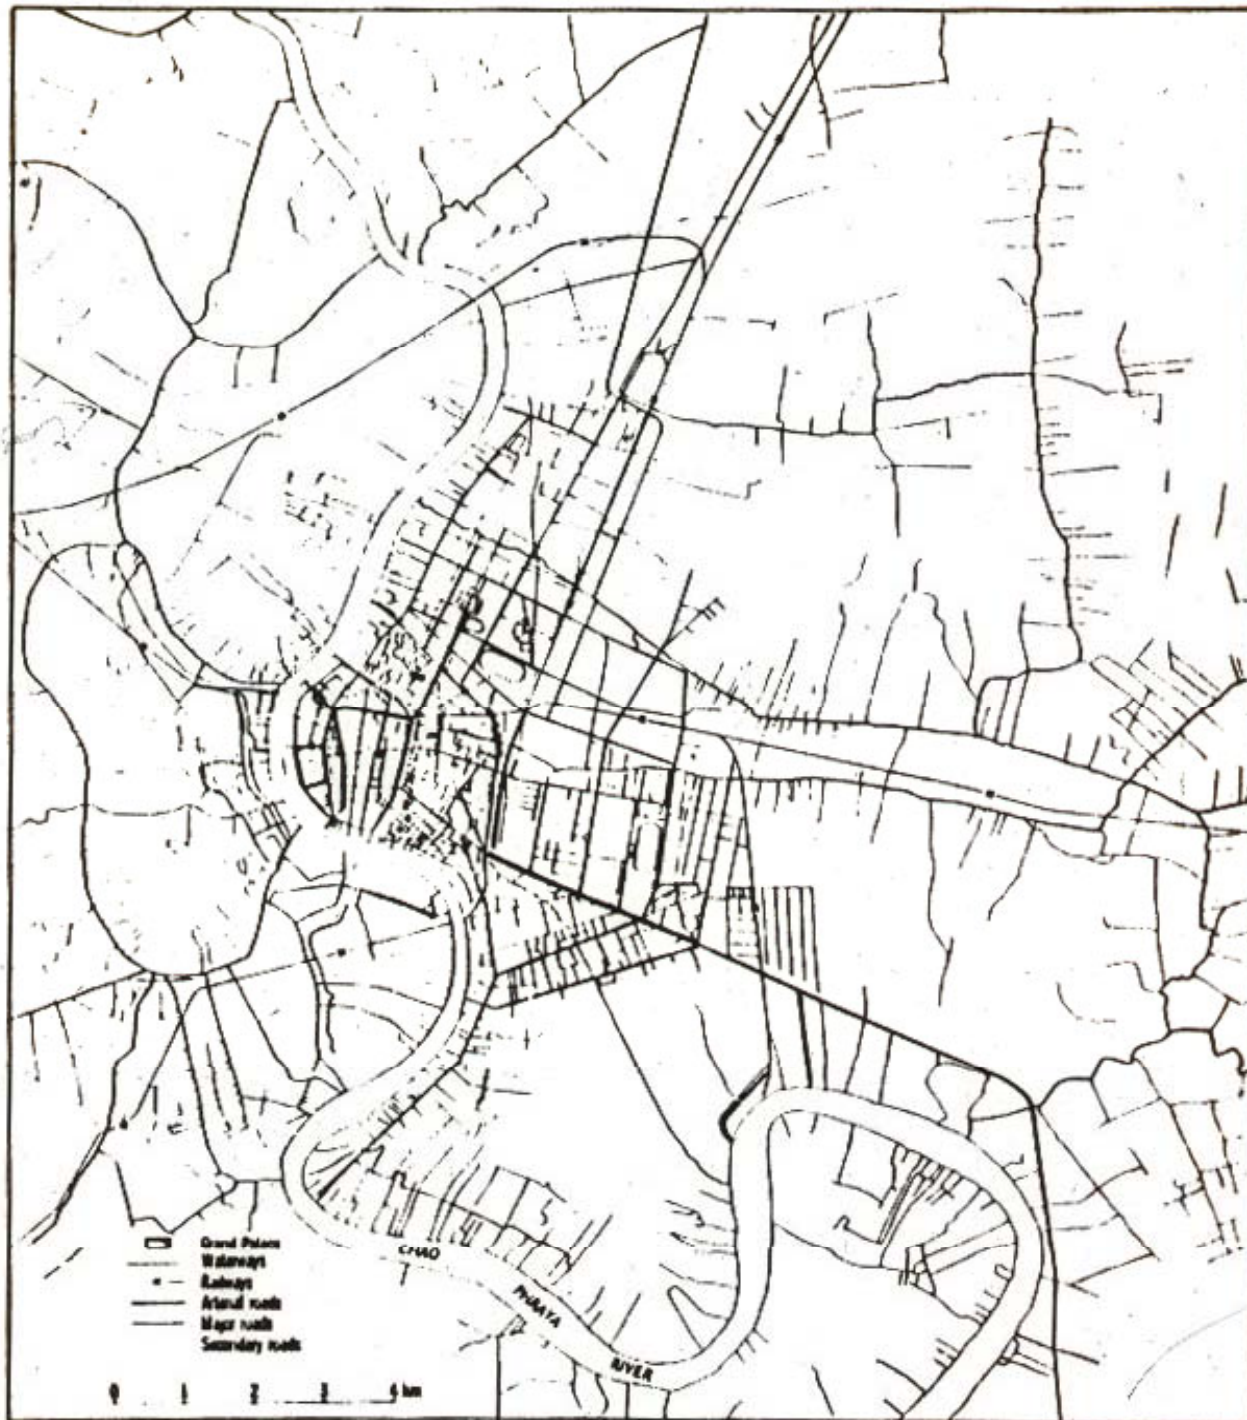 Grand Palace
Waterways
Railways
Arterial roads
Major roads
Secondary roads
0 1 2 3 4 km
CHAO
PHRAYA
RIVER